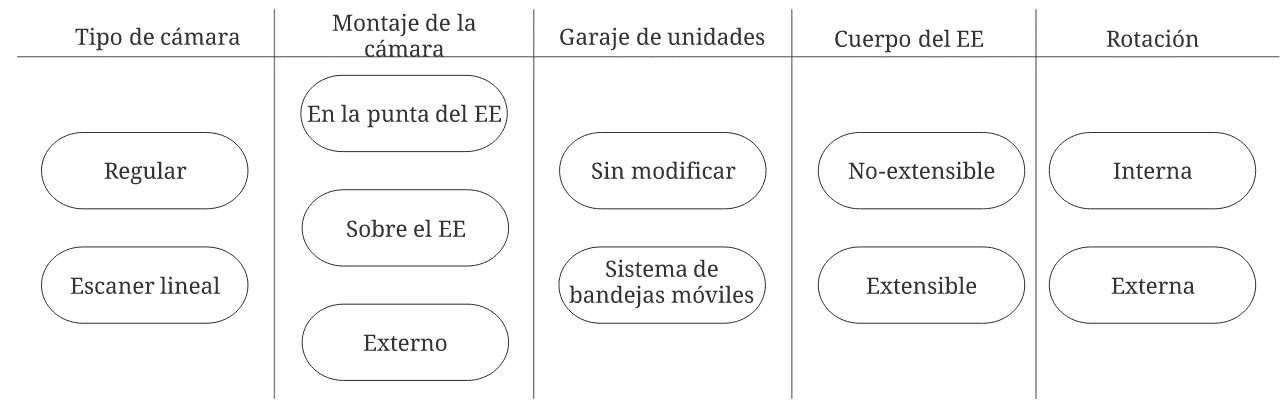 Tipo de cámara
Montaje de la
cámara
Garaje de unidades
Cuerpo del EE
Rotación
En la punta del EE
Regular
Sin modificar
No-extensible
Interna
Sobre el EE
Escaner lineal
Sistema de
bandejas móviles
Extensible
Externa
Externo